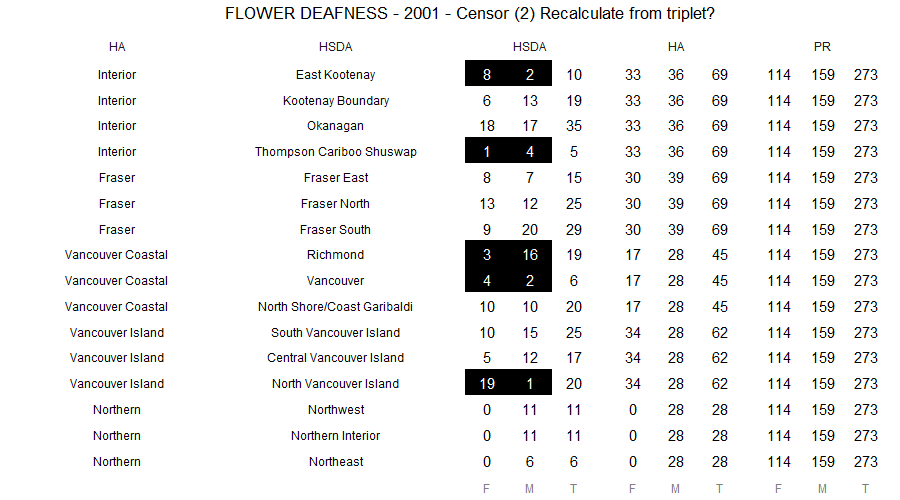 FLOWER DEAFNESS - 2001 - Censor (2) Recalculate from triplet?
HA HSDA HSDA HA PR
Interior East Kootenay 8 2 10 33 36 69 114 159 273
Interior Kootenay Boundary 6 13 19 33 36 69 114 159 273
Interior Okanagan 18 17 35 33 36 69 114 159 273
Interior Thompson Cariboo Shuswap 1 4 5 33 36 69 114 159 273
Fraser Fraser East 8 7 15 30 39 69 114 159 273
Fraser Fraser North 13 12 25 30 39 69 114 159 273
Fraser Fraser South 9 20 29 30 39 69 114 159 273
Vancouver Coastal Richmond 3 16 19 17 28 45 114 159 273
Vancouver Coastal Vancouver 4 2 6 17 28 45 114 159 273
Vancouver Coastal North Shore/Coast Garibaldi 10 10 20 17 28 45 114 159 273
Vancouver Island South Vancouver Island 10 15 25 34 28 62 114 159 273
Vancouver Island Central Vancouver Island 5 12 17 34 28 62 114 159 273
Vancouver Island North Vancouver Island 19 1 20 34 28 62 114 159 273
Northern Northwest 0 11 11 0 28 28 114 159 273
Northern Northern Interior 0 11 11 0 28 28 114 159 273
Northern Northeast 0 6 6 0 28 28 114 159 273
F M T F M T F M T